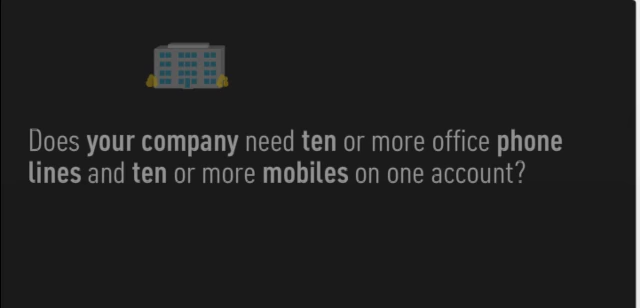 Does your company need ten or more office phone
lines and ten or more mobiles on one account?